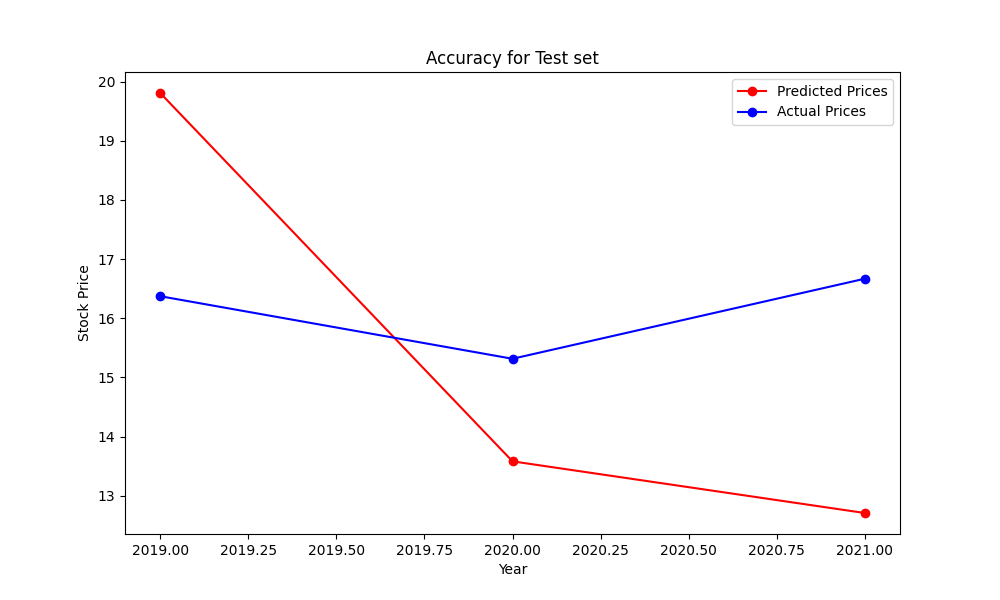 Accuracy for Test set
Predicted Prices
Actual Prices
Stock Price
20
19
18
17
16
15
14
13
2019.00 2019.25 2019.50 2019.75 2020.00 2020.25 2020.50 2020.75 2021.00
Year